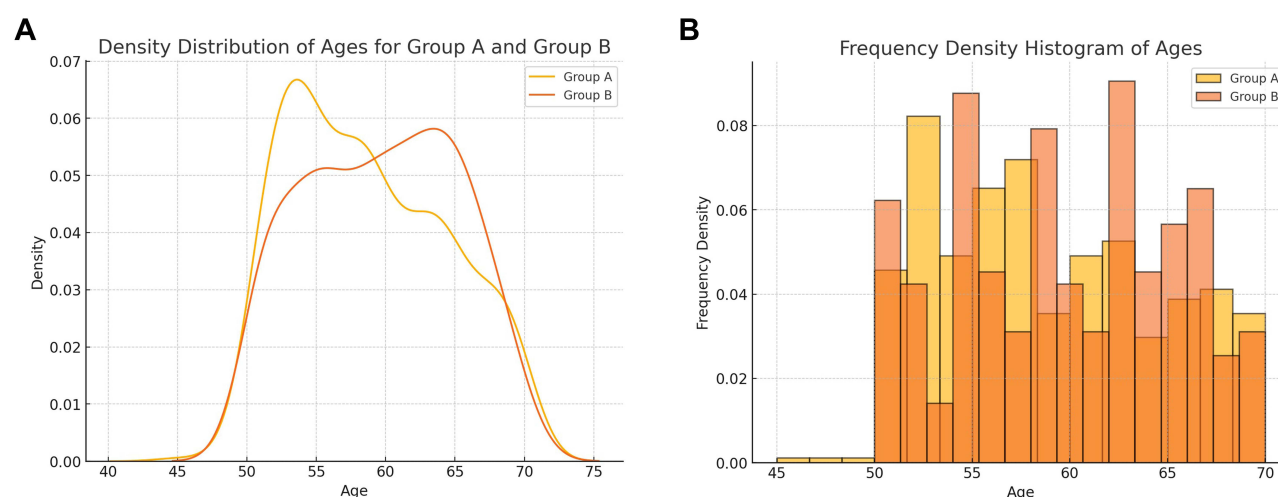 A
Density Distribution of Ages for Group A and Group B
0.07
0.06
0.05
0.04
0.03
0.02
0.01
0.00
Density
40 45 50 55 60 65 70 75
Age
Group A
Group B
B
Frequency Density Histogram of Ages
0.08
0.06
0.04
0.02
0.00
Frequency Density
45 50 55 60 65 70
Age
Group A
Group B